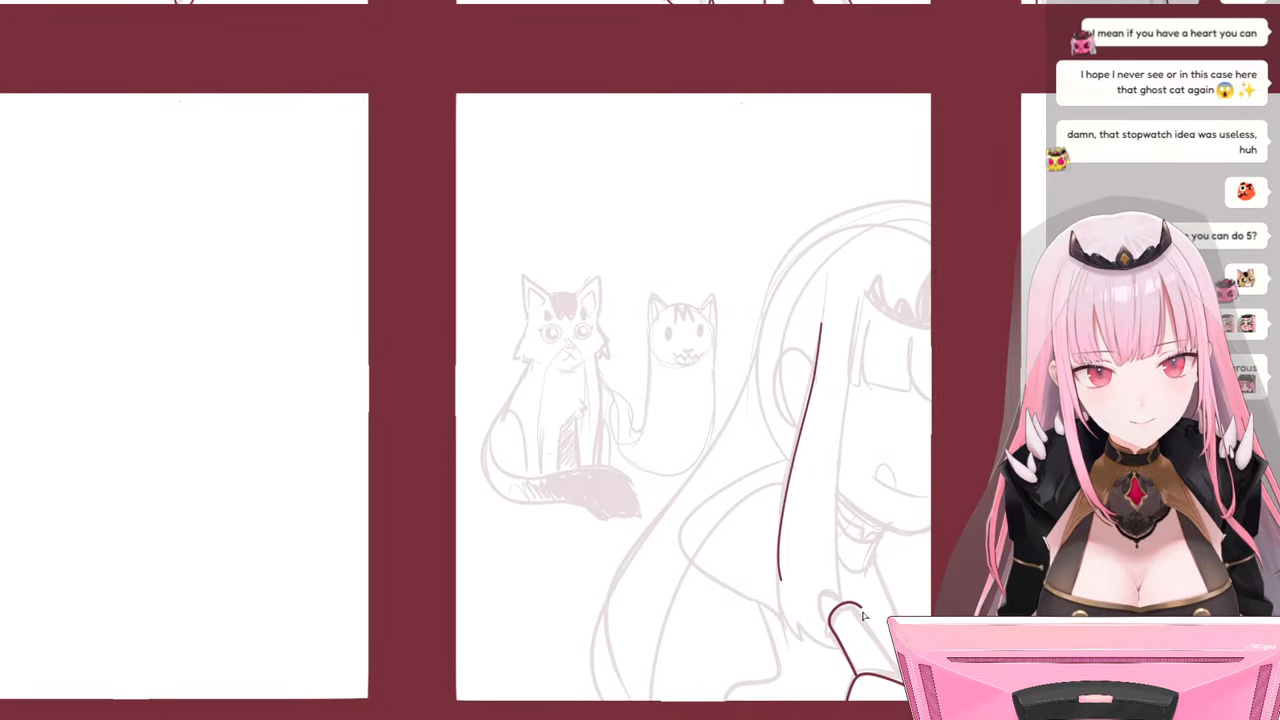 I mean if you have a heart you can
I hope I never see or in this case here
that ghost cat again 😱 ✨
damn, that stopwatch idea was useless,
huh
you can do 5?